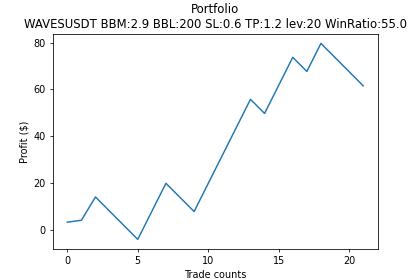 Portfolio
WAVESUSDT BBM:2.9 BBL:200 SL:0.6 TP:1.2 lev:20 WinRatio:55.0
80
60
40
20
0
Profit ($)
0 5 10 15 20
Trade counts